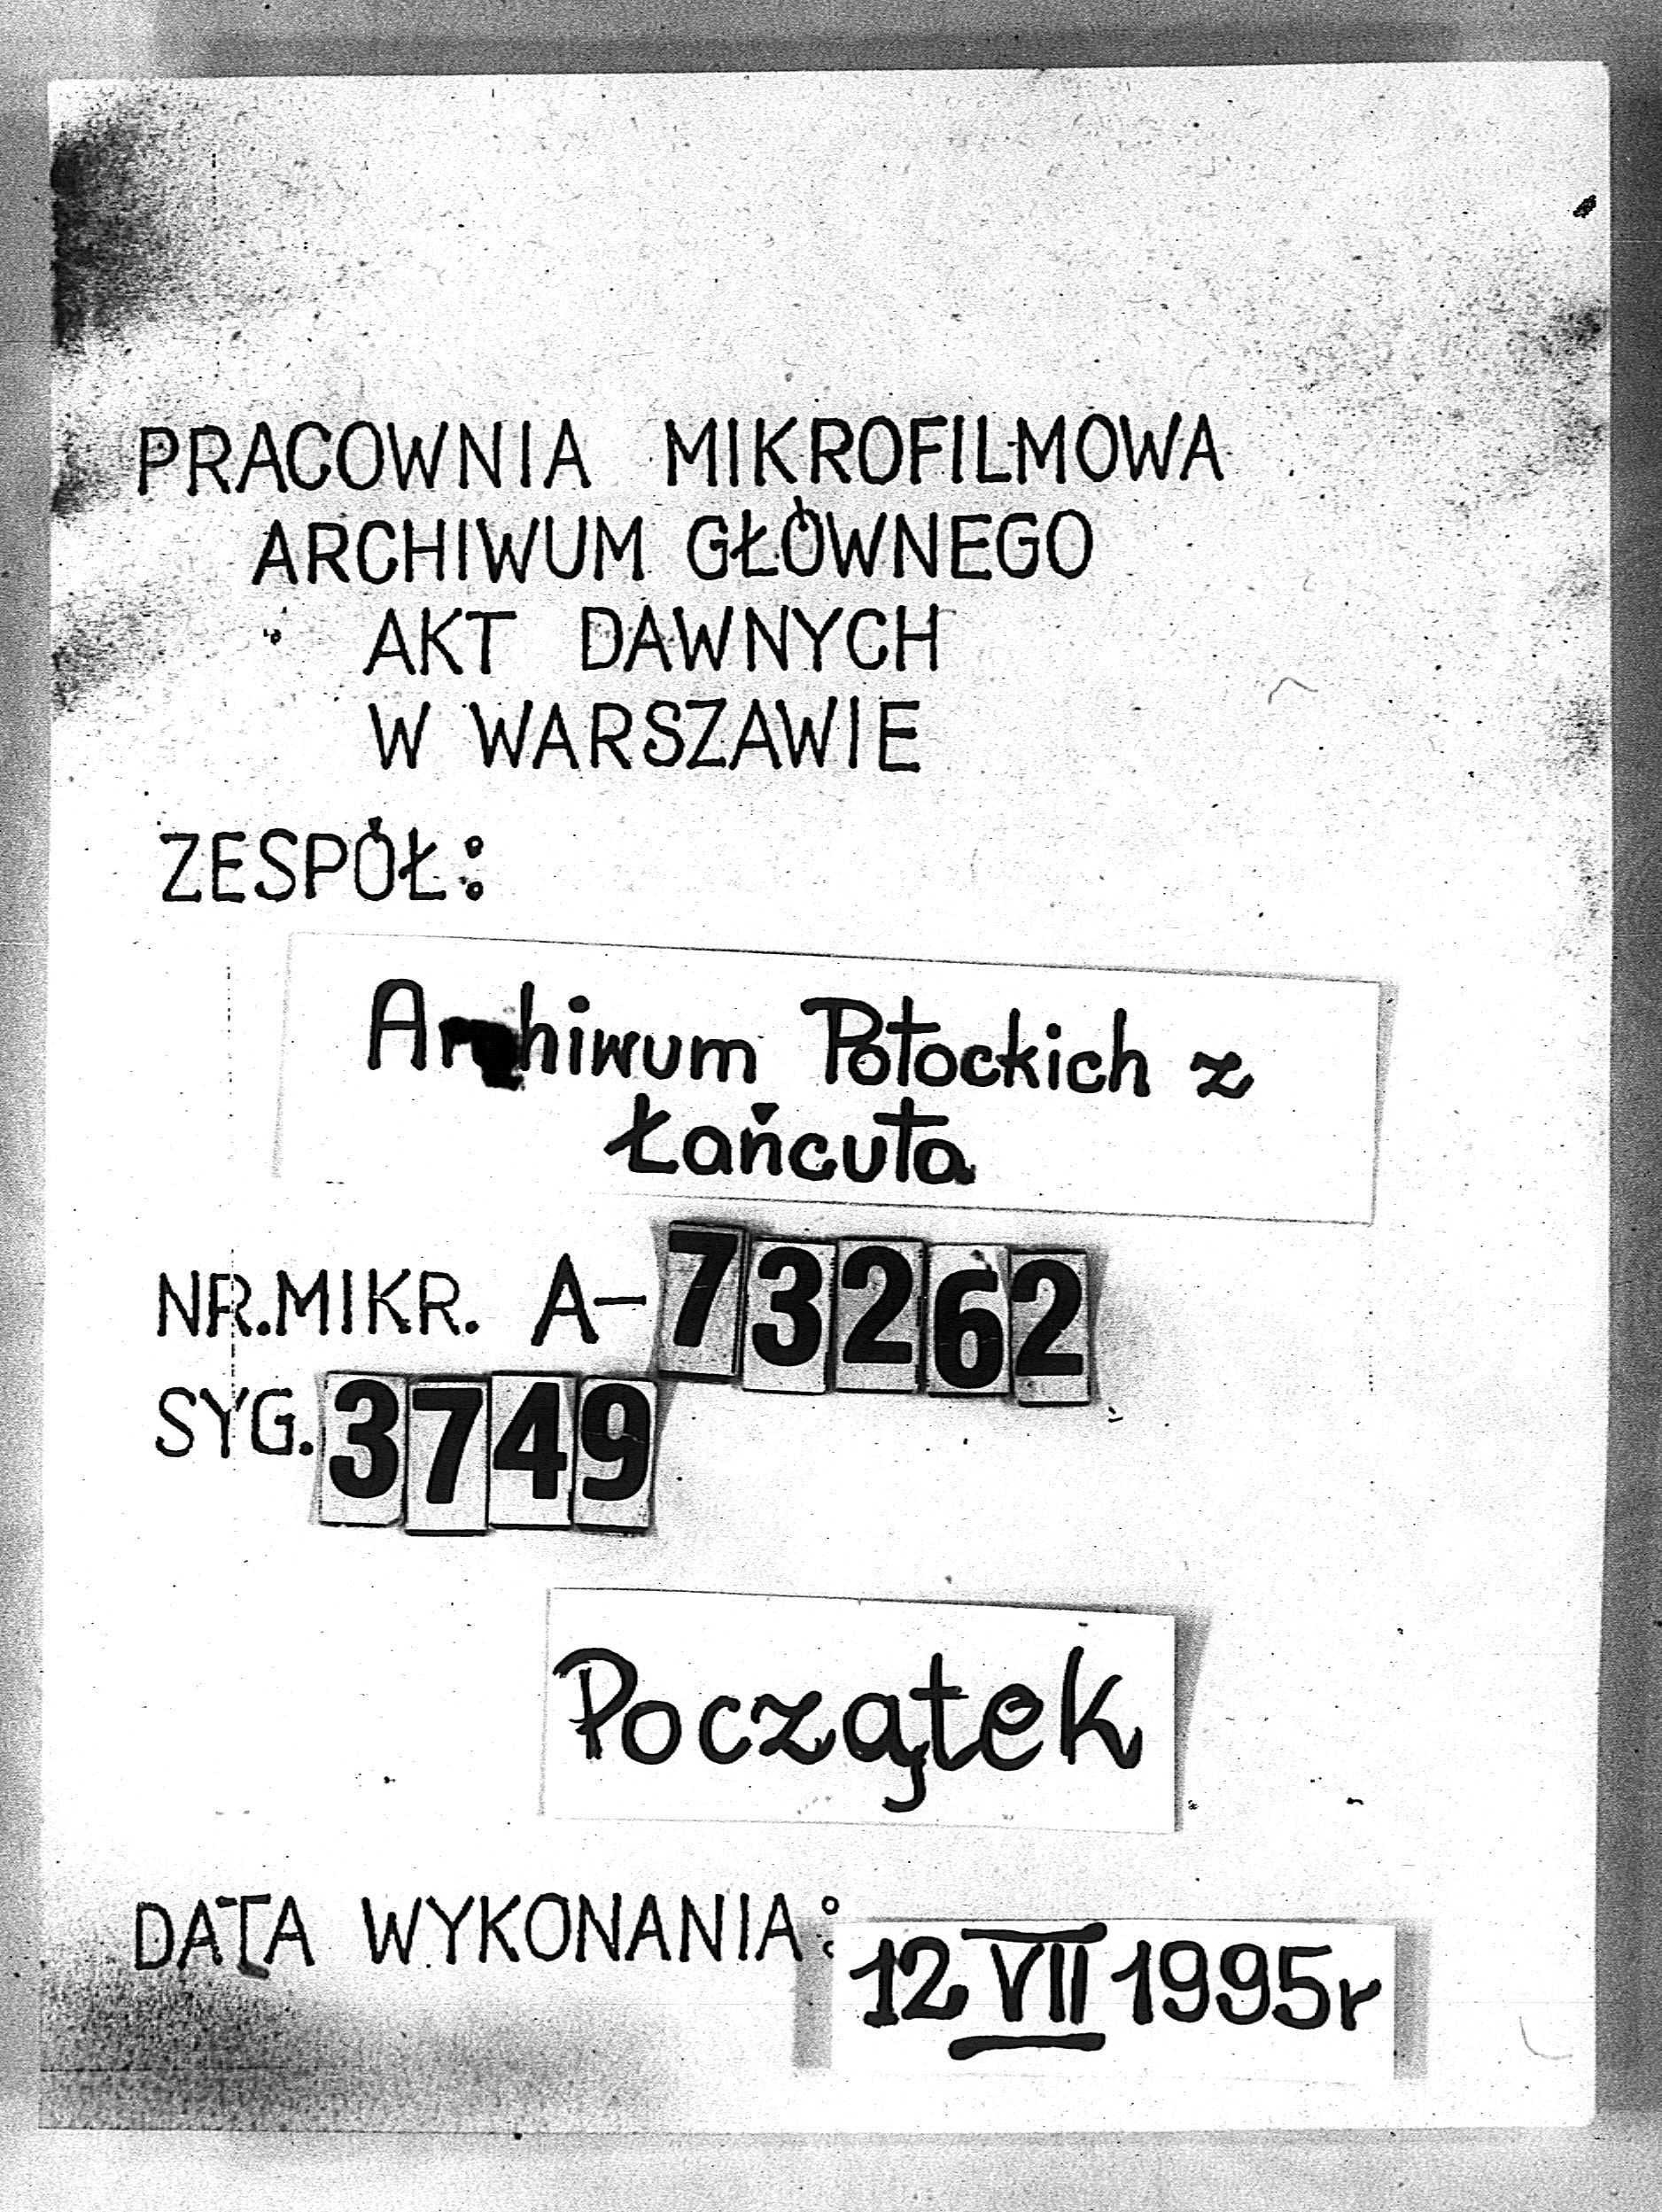 PRACOWNIA MIKROFILMOWA
ARCHIWUM GŁÓWNEGO
AKT DAWNYCH
W WARSZAWIE
ZESPÓŁ:
Archiwum Potockich z
Łańcuta
NR.MIKR. A-73262
SYG. 3749
Początek
DATA WYKONANIA: 12 VII 1995r